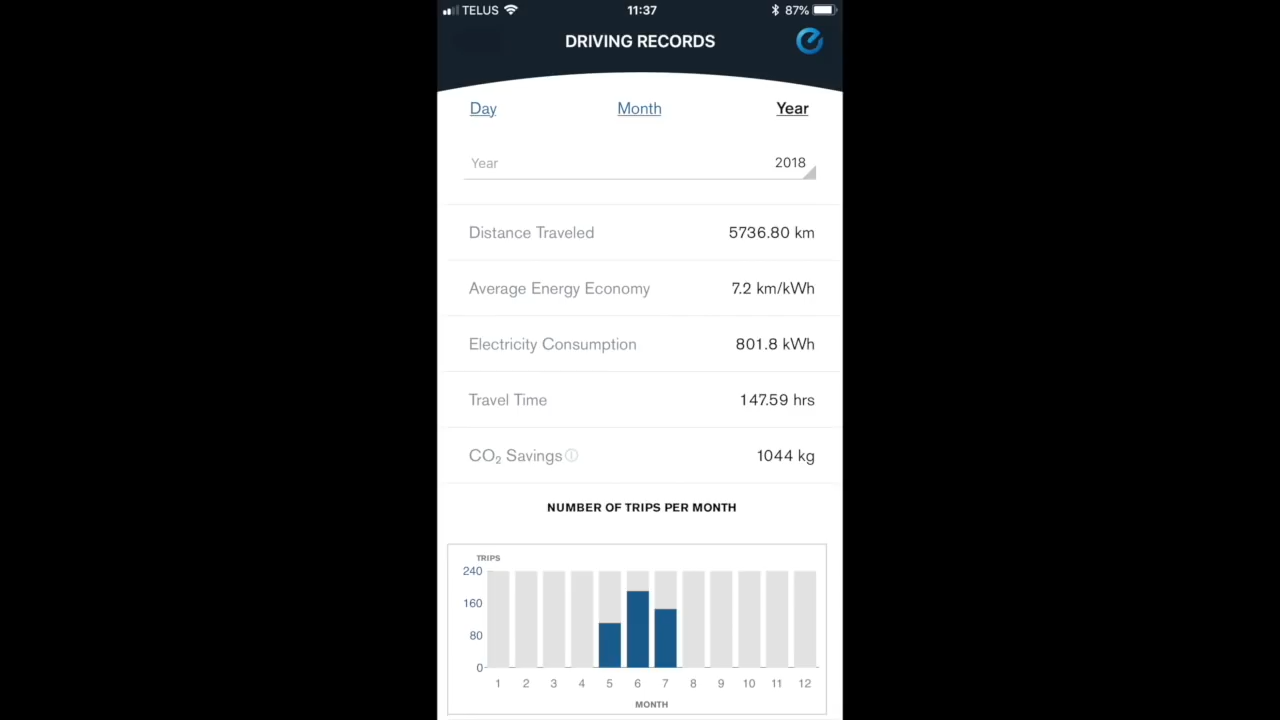 TELUS 11:37 87%
DRIVING RECORDS
Day Month Year
Year 2018
Distance Traveled 5736.80 km
Average Energy Economy 7.2 km/kWh
Electricity Consumption 801.8 kWh
Travel Time 147.59 hrs
CO₂ Savings ⓘ 1044 kg
NUMBER OF TRIPS PER MONTH
TRIPS
240
160
80
0
1 2 3 4 5 6 7 8 9 10 11 12
MONTH